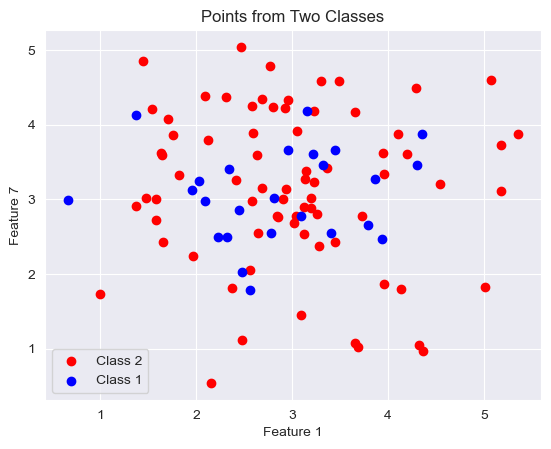 Points from Two Classes
5
4
3
2
1
Feature 7
Class 2
Class 1
1 2 3 4 5
Feature 1